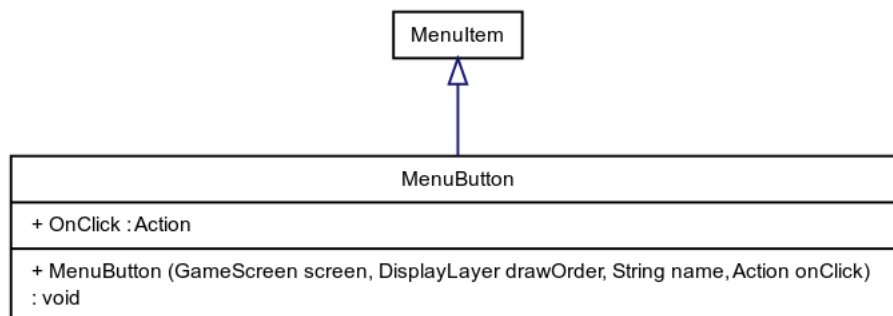 MenuItem
MenuButton
+ OnClick : Action
+ MenuButton (GameScreen screen, DisplayLayer drawOrder, String name, Action onClick)
: void